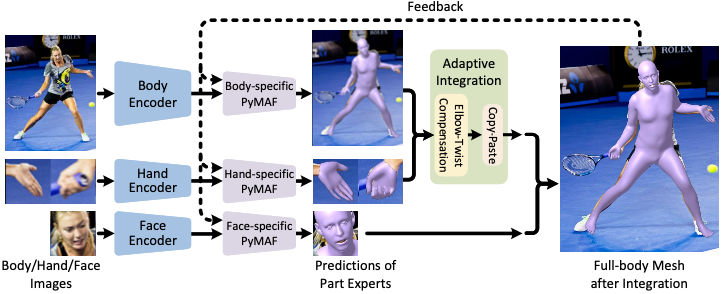 Feedback
ROLEX
Body
Encoder
Body-specific
PyMAF
Adaptive
Integration
Elbow-Twist
Compensation
Copy-Paste
ROLEX
Hand
Encoder
Hand-specific
PyMAF
Face
Encoder
Face-specific
PyMAF
Body/Hand/Face
Images
Predictions of
Part Experts
Full-body Mesh
after Integration